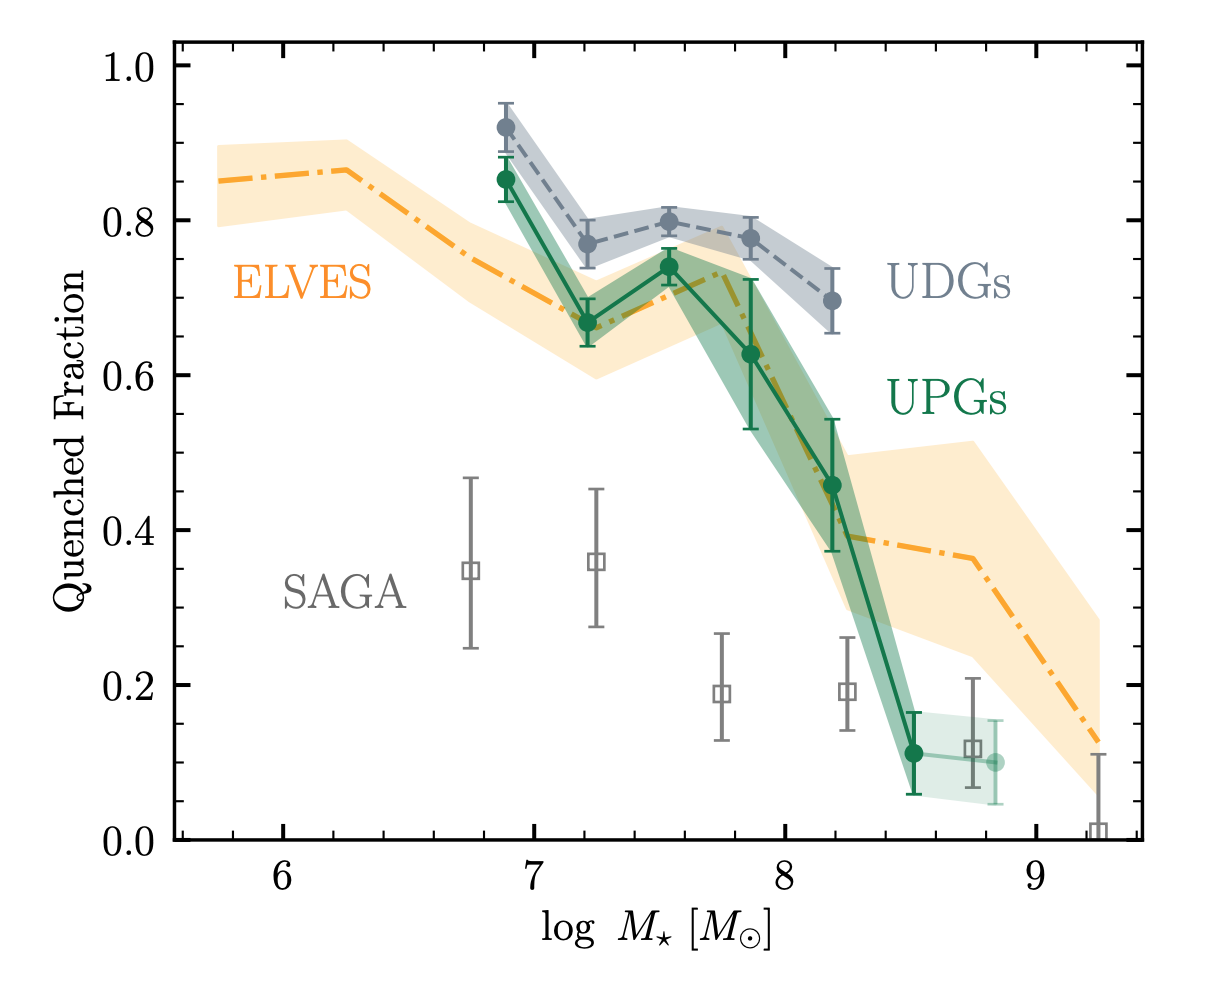 1.0
0.8
0.6
0.4
0.2
0.0
Quenched Fraction
ELVES
UDGs
UPGs
SAGA
6 7 8 9
log M⋆ [M⊙]